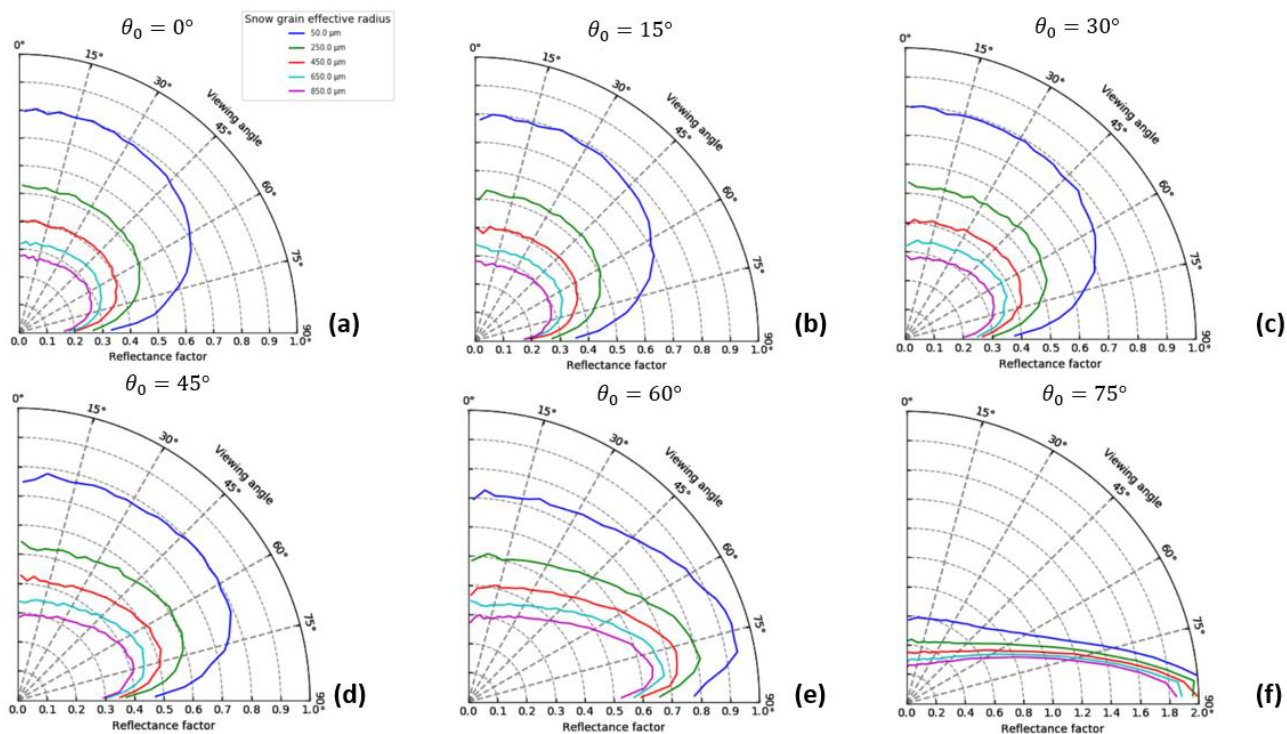 θ₀ = 0°
Snow grain effective radius
50.0 μm
250.0 μm
450.0 μm
650.0 μm
850.0 μm
0°
15°
30°
Viewing angle
45°
60°
75°
90°
0.0 0.1 0.2 0.3 0.4 0.5 0.6 0.7 0.8 0.9 1.0
Reflectance factor
(a)
θ₀ = 15°
0°
15°
30°
Viewing angle
45°
60°
75°
90°
0.0 0.1 0.2 0.3 0.4 0.5 0.6 0.7 0.8 0.9 1.0
Reflectance factor
(b)
θ₀ = 30°
0°
15°
30°
Viewing angle
45°
60°
75°
90°
0.0 0.1 0.2 0.3 0.4 0.5 0.6 0.7 0.8 0.9 1.0
Reflectance factor
(c)
θ₀ = 45°
0°
15°
30°
Viewing angle
45°
60°
75°
90°
0.0 0.1 0.2 0.3 0.4 0.5 0.6 0.7 0.8 0.9 1.0
Reflectance factor
(d)
θ₀ = 60°
0°
15°
30°
Viewing angle
45°
60°
75°
90°
0.0 0.1 0.2 0.3 0.4 0.5 0.6 0.7 0.8 0.9 1.0
Reflectance factor
(e)
θ₀ = 75°
0°
15°
30°
Viewing angle
45°
60°
75°
90°
0.0 0.2 0.4 0.6 0.8 1.0 1.2 1.4 1.6 1.8 2.0
Reflectance factor
(f)